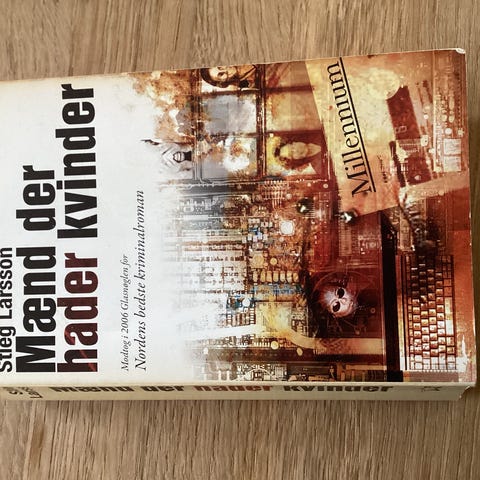 Stieg Larsson
Mænd der
hader kvinder
Modtog i 2006 Glasnøglen for
Nordens bedste kriminalroman
Millennium
Mænd der hader kvinder